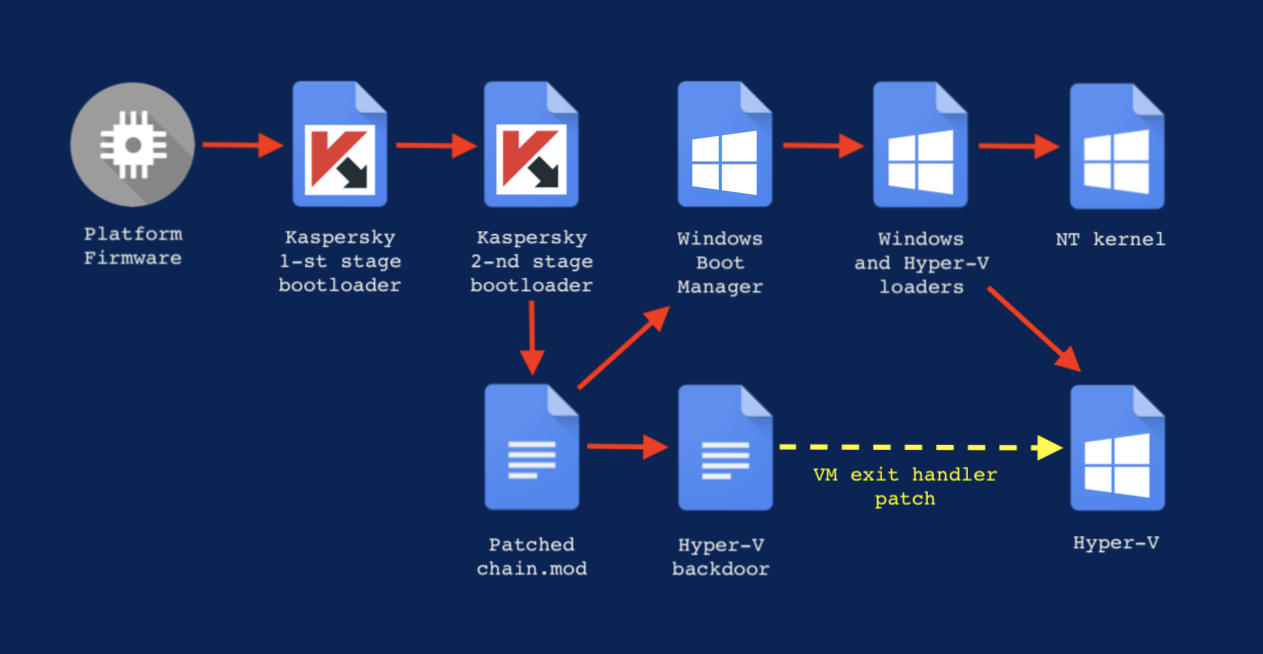 Platform
Firmware
Kaspersky
1-st stage
bootloader
Kaspersky
2-nd stage
bootloader
Windows
Boot
Manager
Windows
and Hyper-V
loaders
NT kernel
VM exit handler
patch
Patched
chain.mod
Hyper-V
backdoor
Hyper-V